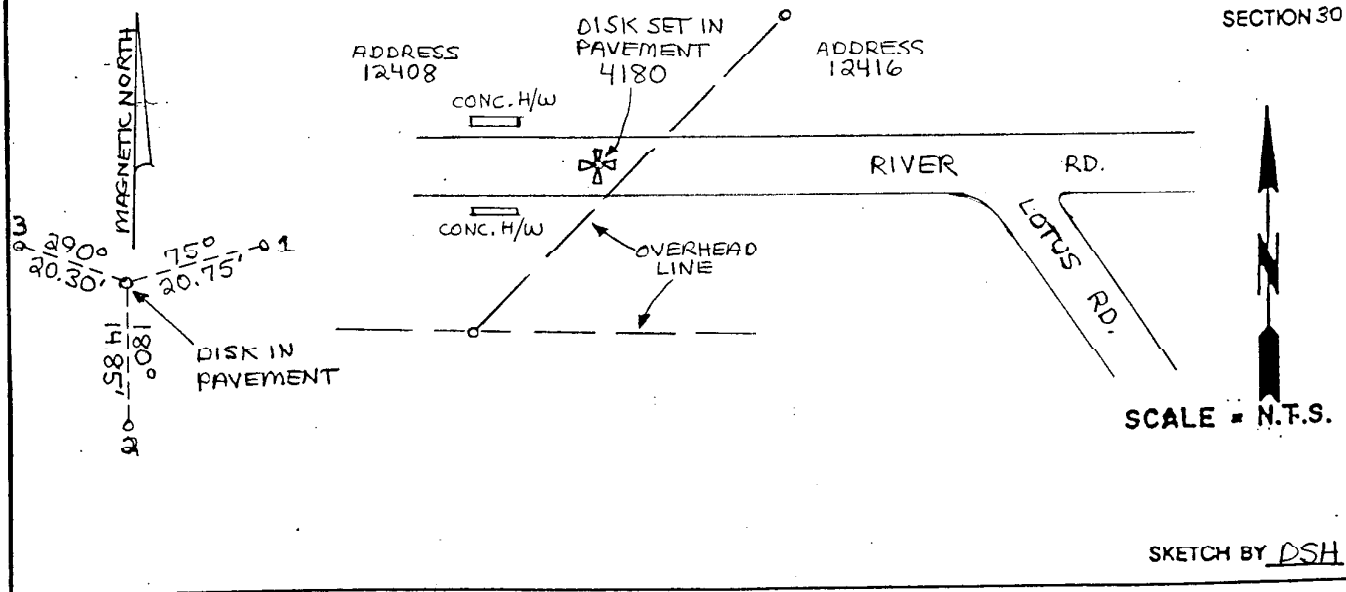 SECTION 30
MAGNETIC NORTH
ADDRESS
12408
DISK SET IN
PAVEMENT
4180
ADDRESS
12416
CONC. H/W
RIVER RD.
CONC. H/W
LOTUS RD.
OVERHEAD
LINE
3
290°
20.30'
75°
20.75'
1
180°
14.85'
2
DISK IN
PAVEMENT
N
SCALE = N.T.S.
SKETCH BY DSH